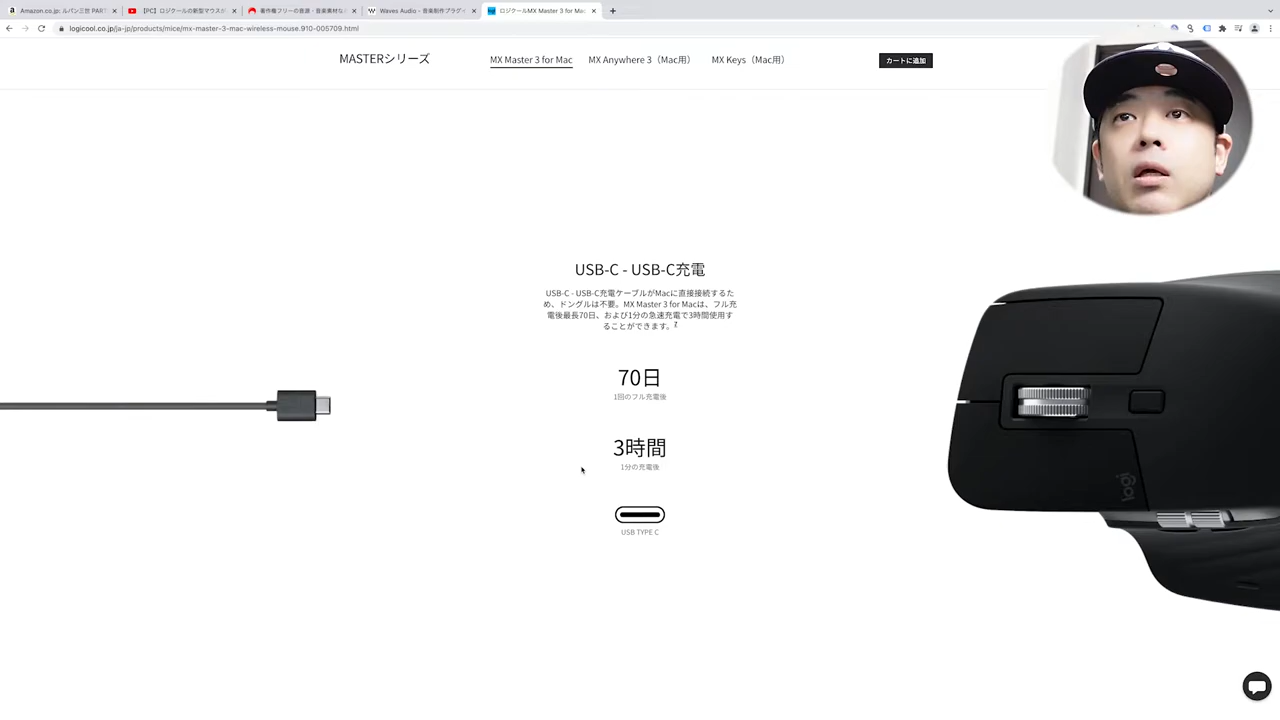 Amazon.co.jp: ルパン三世 PART
【PC】ロジクールの新型マウスが
著作権フリーの音源・音楽素材な
Waves Audio - 音楽制作プラグイ
ロジクールMX Master 3 for Mac
logicool.co.jp/ja-jp/products/mice/mx-master-3-mac-wireless-mouse.910-005709.html
MASTERシリーズ
MX Master 3 for Mac
MX Anywhere 3（Mac用）
MX Keys（Mac用）
カートに追加
USB-C - USB-C充電
USB-C - USB-C充電ケーブルがMacに直接接続するた
め、ドングルは不要。MX Master 3 for Macは、フル充
電後最長70日、および1分の急速充電で3時間使用す
ることができます。7
70日
1回のフル充電後
3時間
1分の充電後
USB TYPE C
logi